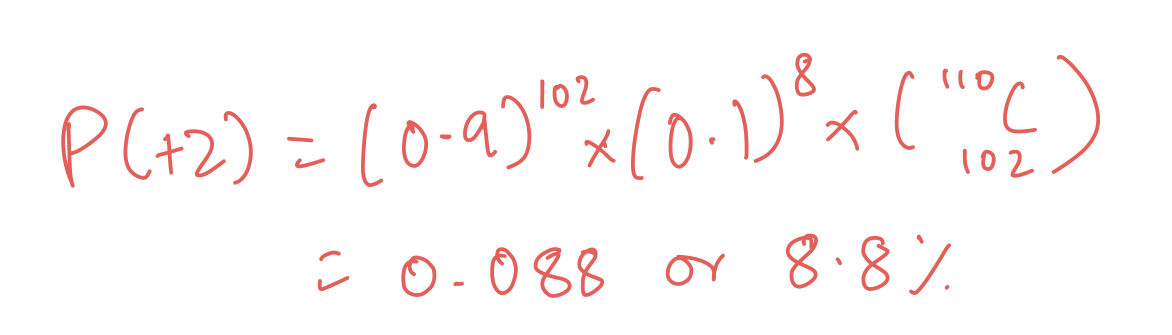 P(+2) = (0.9)^102 × (0.1)^8 × (^110C_102)
= 0.088 or 8.8%